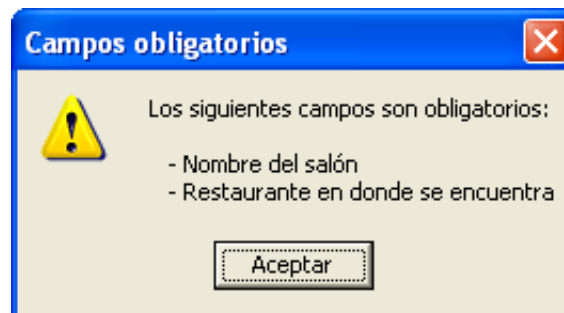 Campos obligatorios
Los siguientes campos son obligatorios:
- Nombre del salón
- Restaurante en donde se encuentra
Aceptar